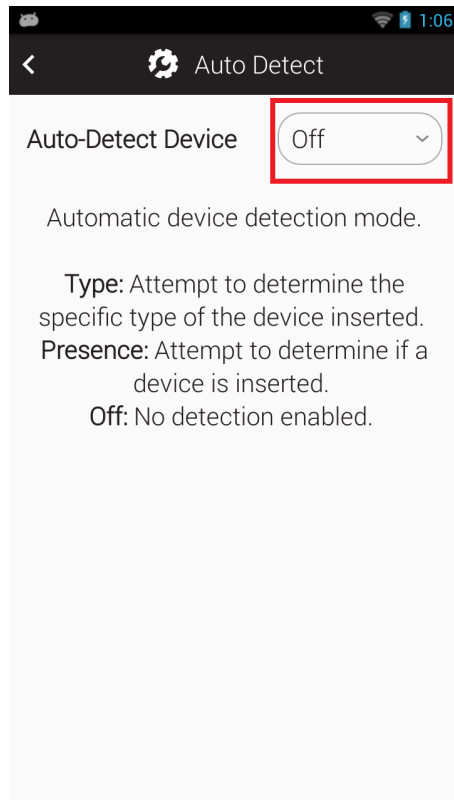 1:06
Auto Detect
Auto-Detect Device
Off
Automatic device detection mode.
Type: Attempt to determine the
specific type of the device inserted.
Presence: Attempt to determine if a
device is inserted.
Off: No detection enabled.